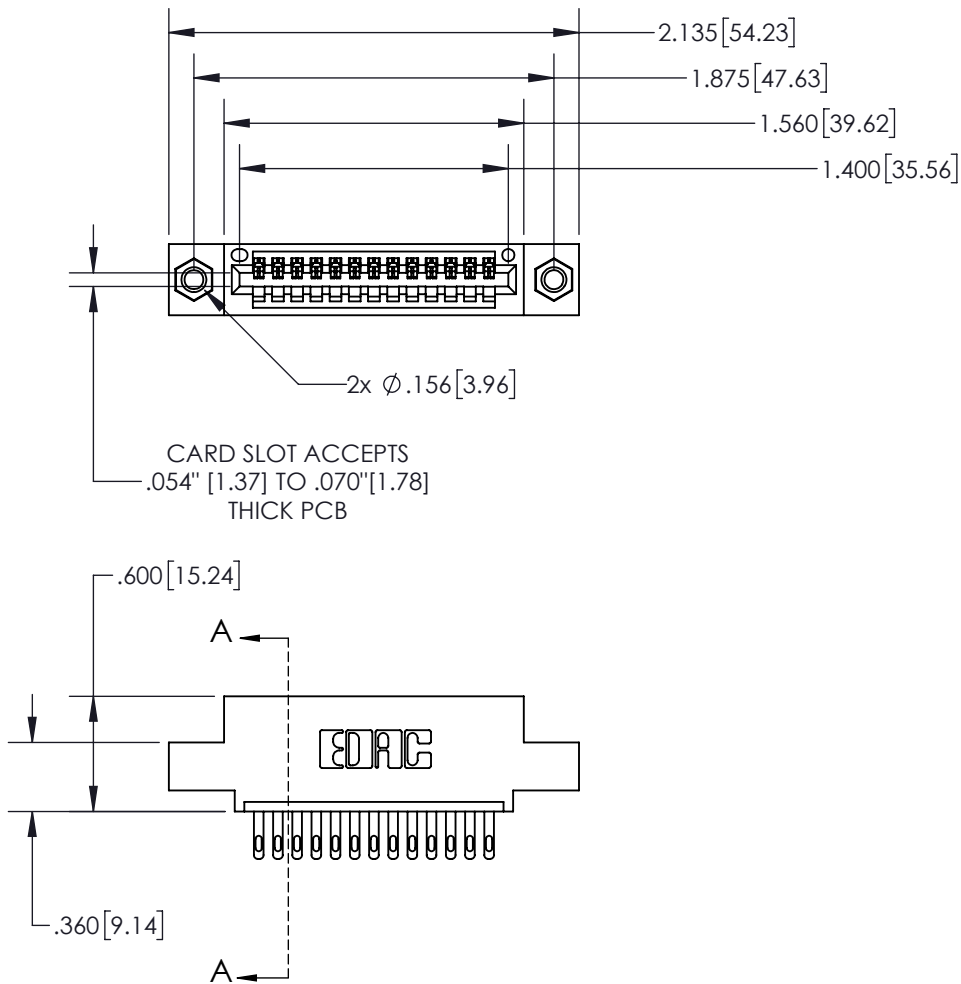 2.135[54.23]
1.875[47.63]
1.560[39.62]
1.400[35.56]
2x ∅.156[3.96]
CARD SLOT ACCEPTS
.054" [1.37] TO .070"[1.78]
THICK PCB
.600[15.24]
A
EDAC
.360[9.14]
A